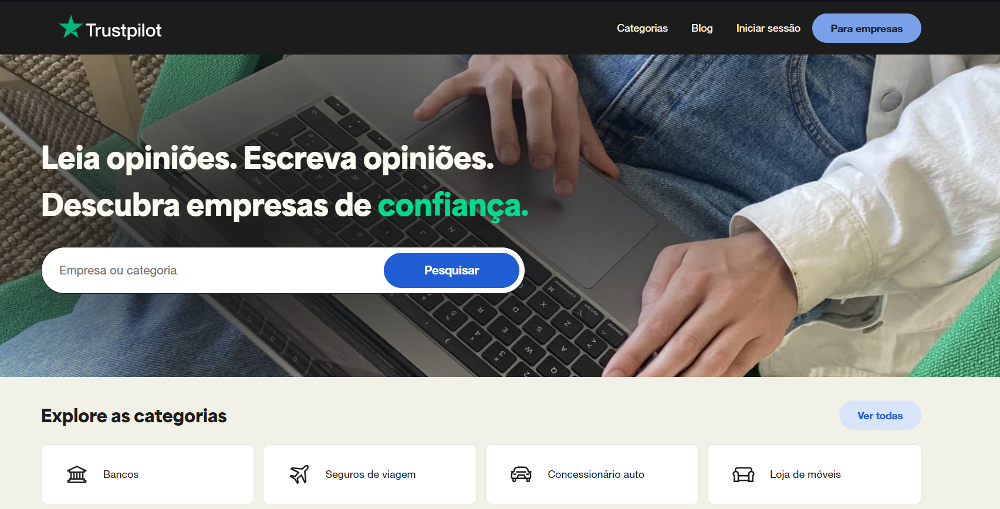 Trustpilot
Categorias
Blog
Iniciar sessão
Para empresas
Leia opiniões. Escreva opiniões.
Descubra empresas de confiança.
Empresa ou categoria
Pesquisar
Explore as categorias
Ver todas
Bancos
Seguros de viagem
Concessionário auto
Loja de móveis